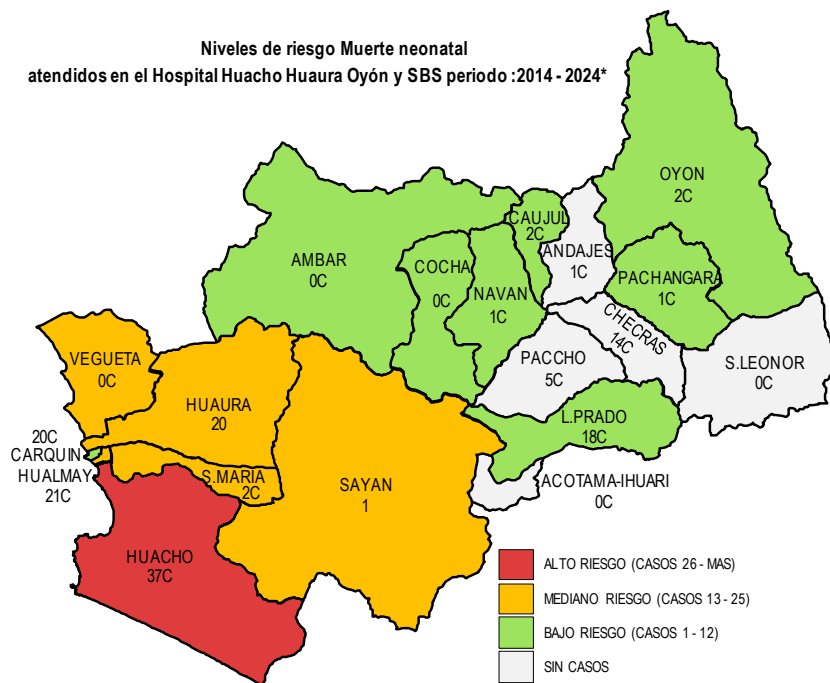 Niveles de riesgo Muerte neonatal
atendidos en el Hospital Huacho Huaura Oyón y SBS periodo :2014 - 2024*
OYON
2C
CAUJUL
2C
ANDAJES
1C
AMBAR
0C
COCHA
0C
NAVAN
1C
PACHANGARA
1C
CHECRAS
14C
VEGUETA
0C
PACCHO
5C
S.LEONOR
0C
HUAURA
20
L.PRADO
18C
20C
CARQUIN
HUALMAY
21C
S.MARIA
2C
SAYAN
1
ACOTAMA-IHUARI
0C
HUACHO
37C
ALTO RIESGO (CASOS 26 - MAS)
MEDIANO RIESGO (CASOS 13 - 25)
BAJO RIESGO (CASOS 1 - 12)
SIN CASOS